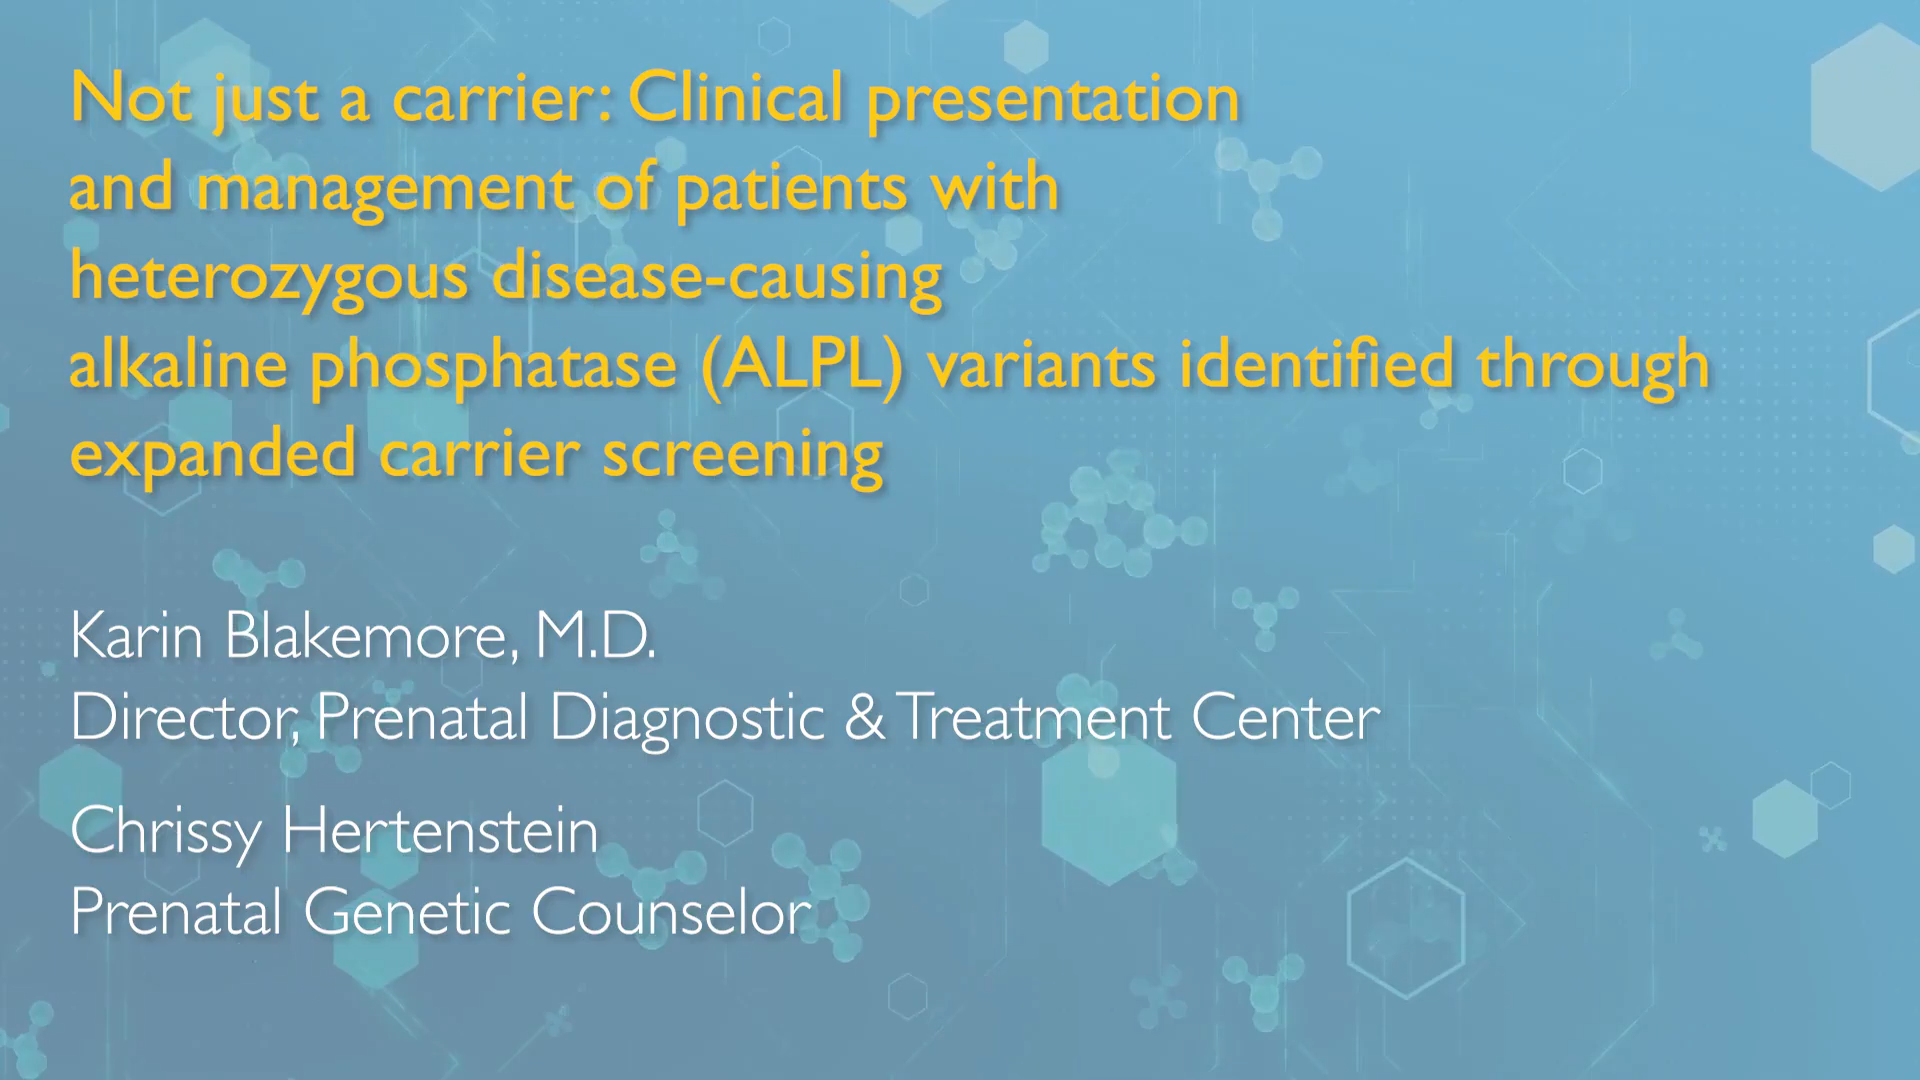 Not just a carrier: Clinical presentation
and management of patients with
heterozygous disease-causing
alkaline phosphatase (ALPL) variants identified through
expanded carrier screening
Karin Blakemore, M.D.
Director, Prenatal Diagnostic & Treatment Center
Chrissy Hertenstein
Prenatal Genetic Counselor